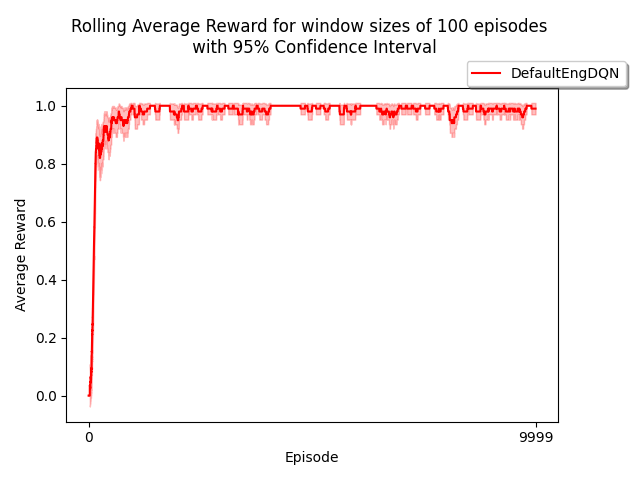 Rolling Average Reward for window sizes of 100 episodes
with 95% Confidence Interval
DefaultEngDQN
1.0
0.8
0.6
0.4
0.2
0.0
Average Reward
0
9999
Episode